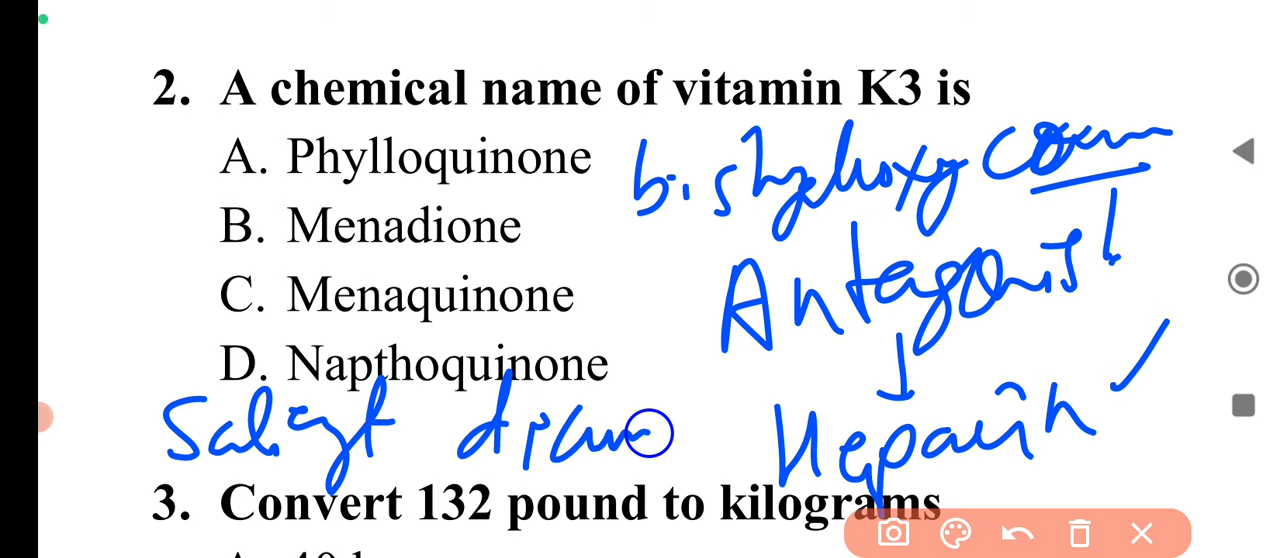 2. A chemical name of vitamin K3 is
A. Phylloquinone
bishydroxy
B. Menadione
Antagonist
C. Menaquinone
D. Napthoquinone
Heparin
3. Convert 132 pound to kilograms